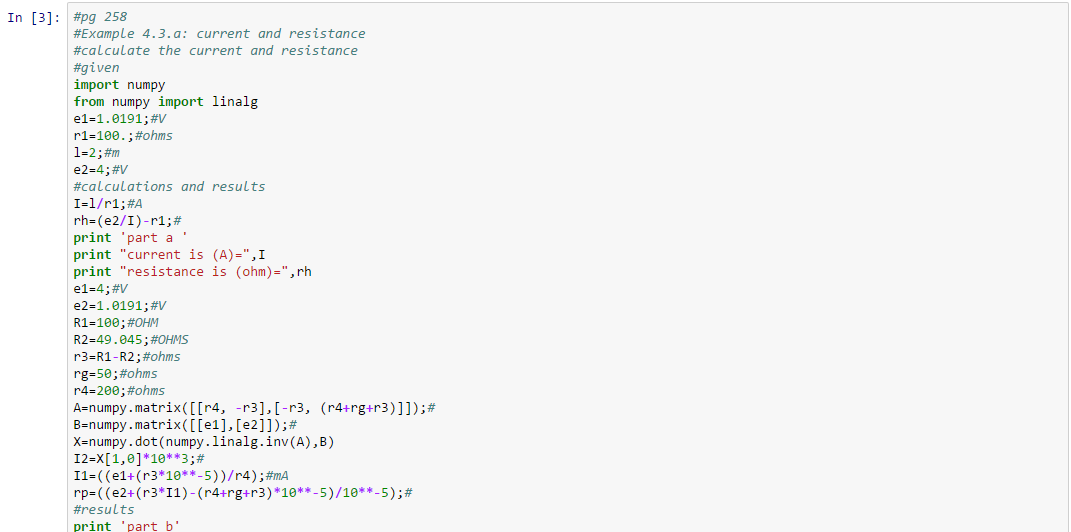 In [3]:
#pg 258
#Example 4.3.a: current and resistance
#calculate the current and resistance
#given
import numpy
from numpy import linalg
e1=1.0191;#V
r1=100.;#ohms
l=2;#m
e2=4;#V
#calculations and results
I=l/r1;#A
rh=(e2/I)-r1;#
print 'part a '
print "current is (A)=",I
print "resistance is (ohm)=",rh
e1=4;#V
e2=1.0191;#V
R1=100;#OHM
R2=49.045;#OHMS
r3=R1-R2;#ohms
rg=50;#ohms
r4=200;#ohms
A=numpy.matrix([[r4, -r3],[-r3, (r4+rg+r3)]]);#
B=numpy.matrix([[e1],[e2]]);#
X=numpy.dot(numpy.linalg.inv(A),B)
I2=X[1,0]*10**3;#
I1=((e1+(r3*10**-5))/r4);#mA
rp=((e2+(r3*I1)-(r4+rg+r3)*10**-5)/10**-5);#
#results
print 'part b'